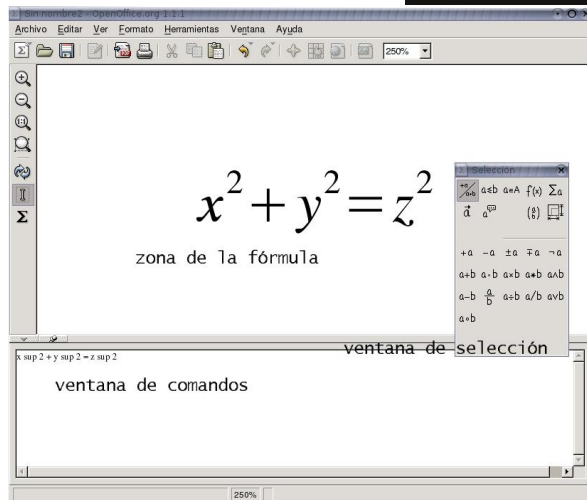 Sin nombre2 - OpenOffice.org 1.1.1
Archivo Editar Ver Formato Herramientas Ventana Ayuda
250%
x² + y² = z²
zona de la fórmula
Selección
+a/a+b a≤b a∈A f(x) Σa
a⃗
+a -a ±a ∓a ¬a
a+b a·b a×b a∗b a∧b
a-b a/b a÷b a/b a∨b
a∘b
ventana de selección
x sup 2 + y sup 2 = z sup 2
ventana de comandos
250%